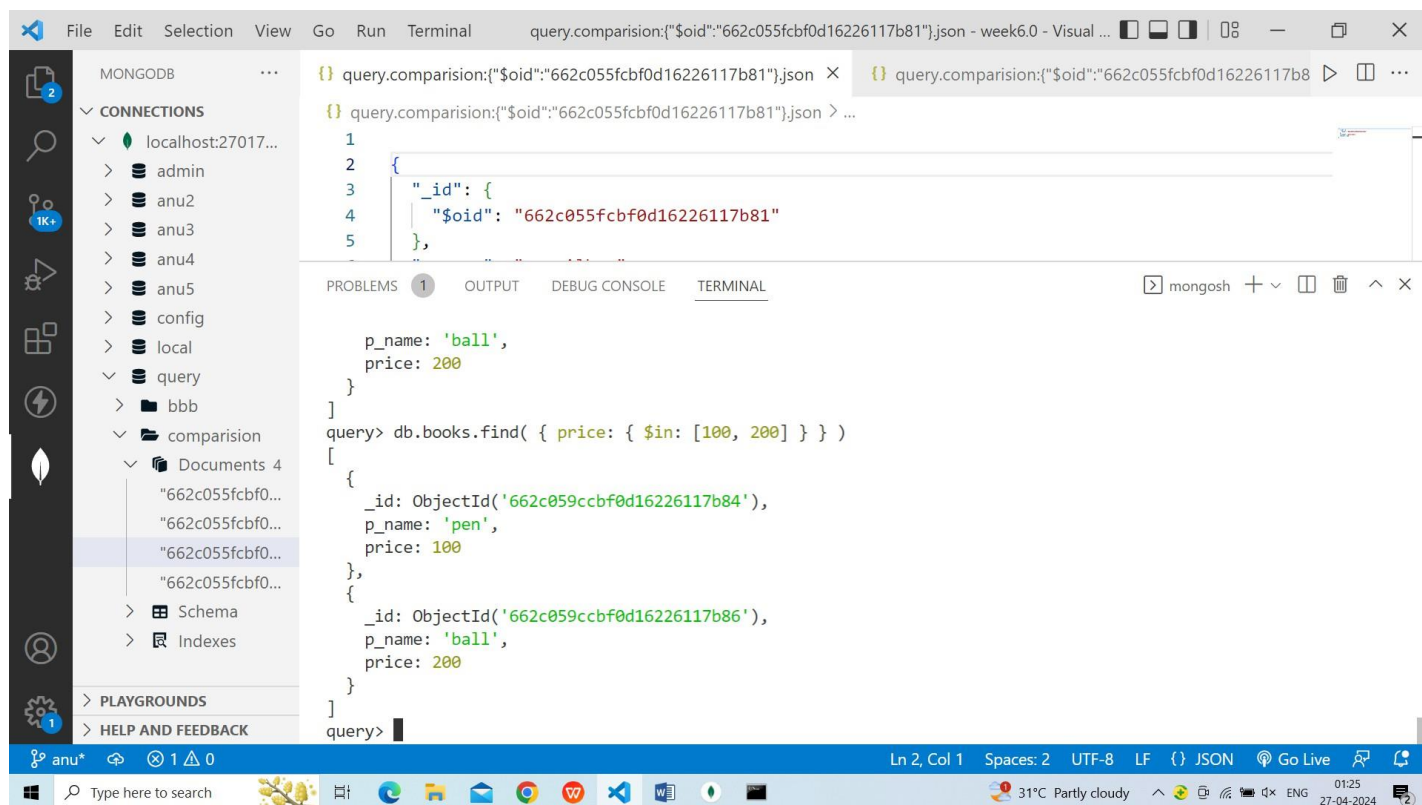 File Edit Selection View Go Run Terminal query.comparision:{"$oid":"662c055fcbf0d16226117b81"}.json - week6.0 - Visual ...
MONGODB ...
{} query.comparision:{"$oid":"662c055fcbf0d16226117b81"}.json × {} query.comparision:{"$oid":"662c055fcbf0d16226117b8 ...
2
CONNECTIONS
{} query.comparision:{"$oid":"662c055fcbf0d16226117b81"}.json > ...
localhost:27017...
admin
anu2
anu3
anu4
anu5
config
local
query
bbb
comparision
Documents 4
"662c055fcbf0...
"662c055fcbf0...
"662c055fcbf0...
"662c055fcbf0...
Schema
Indexes
PLAYGROUNDS
HELP AND FEEDBACK
1K+
1
1
2 {
3 "_id": {
4 "$oid": "662c055fcbf0d16226117b81"
5 },
PROBLEMS 1 OUTPUT DEBUG CONSOLE TERMINAL mongosh
p_name: 'ball',
price: 200
}
]
query> db.books.find( { price: { $in: [100, 200] } } )
[
{
_id: ObjectId('662c059ccbf0d16226117b84'),
p_name: 'pen',
price: 100
},
{
_id: ObjectId('662c059ccbf0d16226117b86'),
p_name: 'ball',
price: 200
}
]
query>
anu* 1 0 Ln 2, Col 1 Spaces: 2 UTF-8 LF {} JSON Go Live
Type here to search 31°C Partly cloudy ENG 01:25
27-04-2024 2